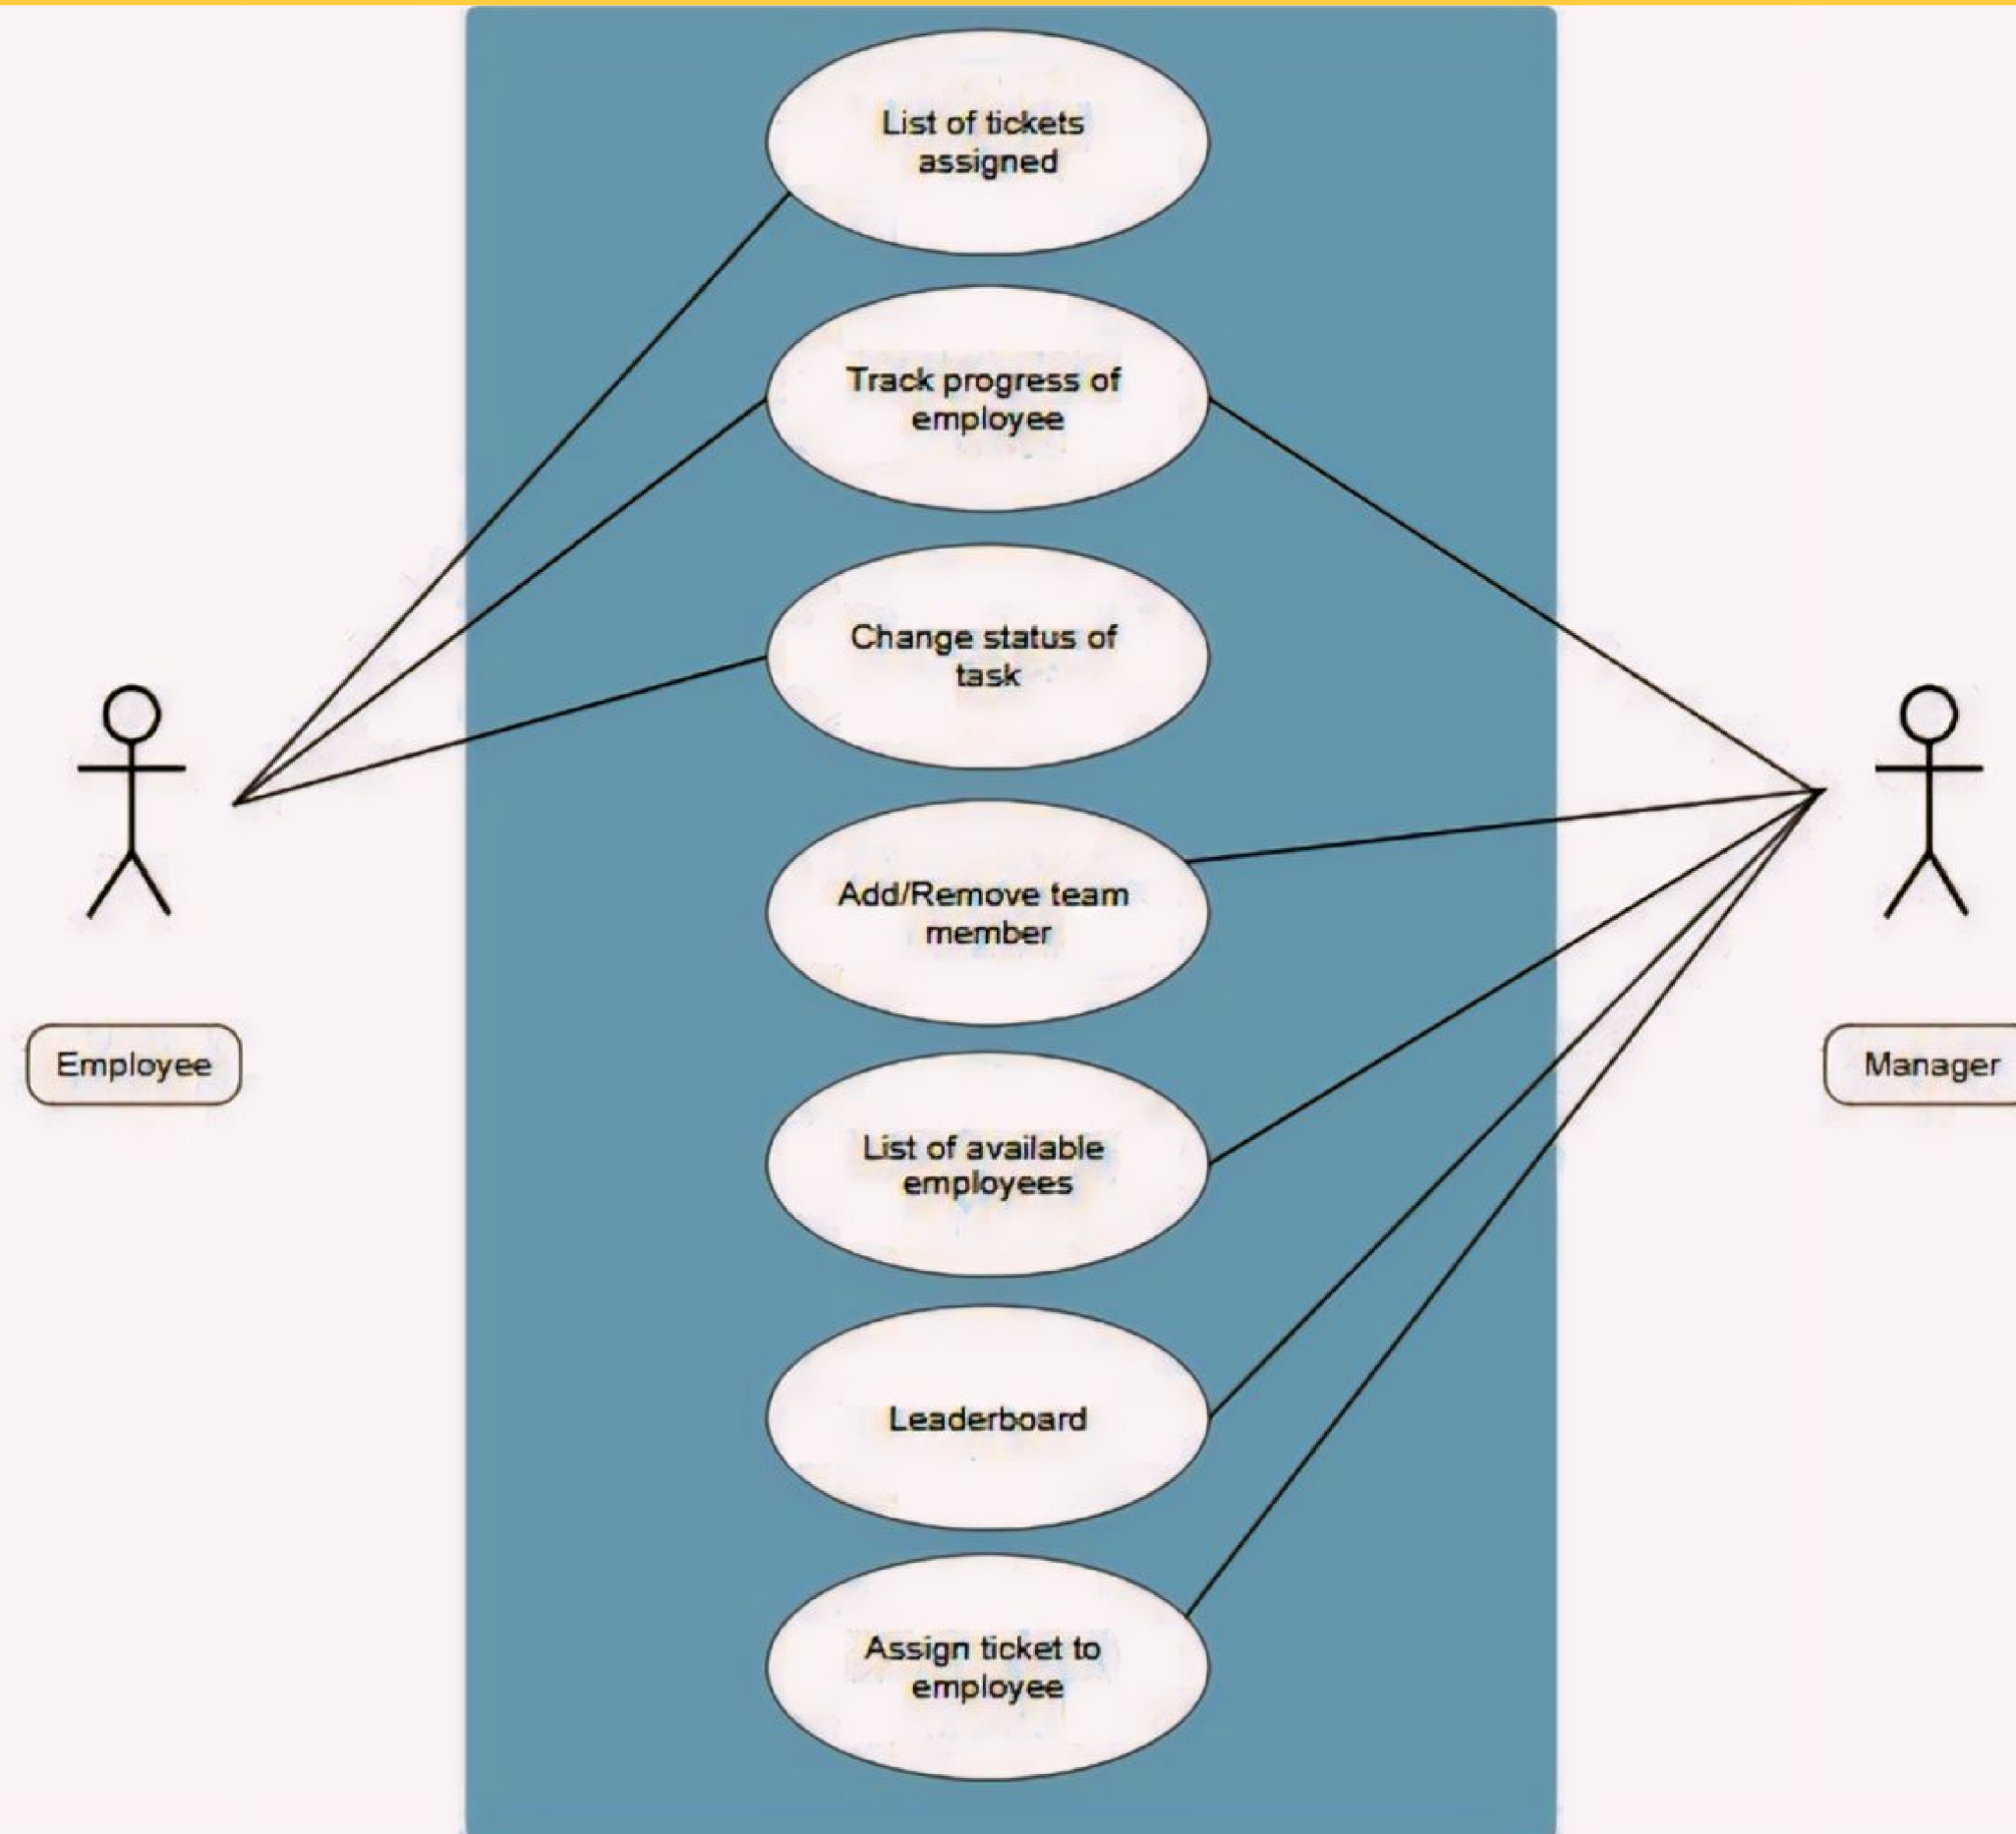 List of tickets
assigned
Track progress of
employee
Change status of
task
Add/Remove team
member
Employee
Manager
List of available
employees
Leaderboard
Assign ticket to
employee